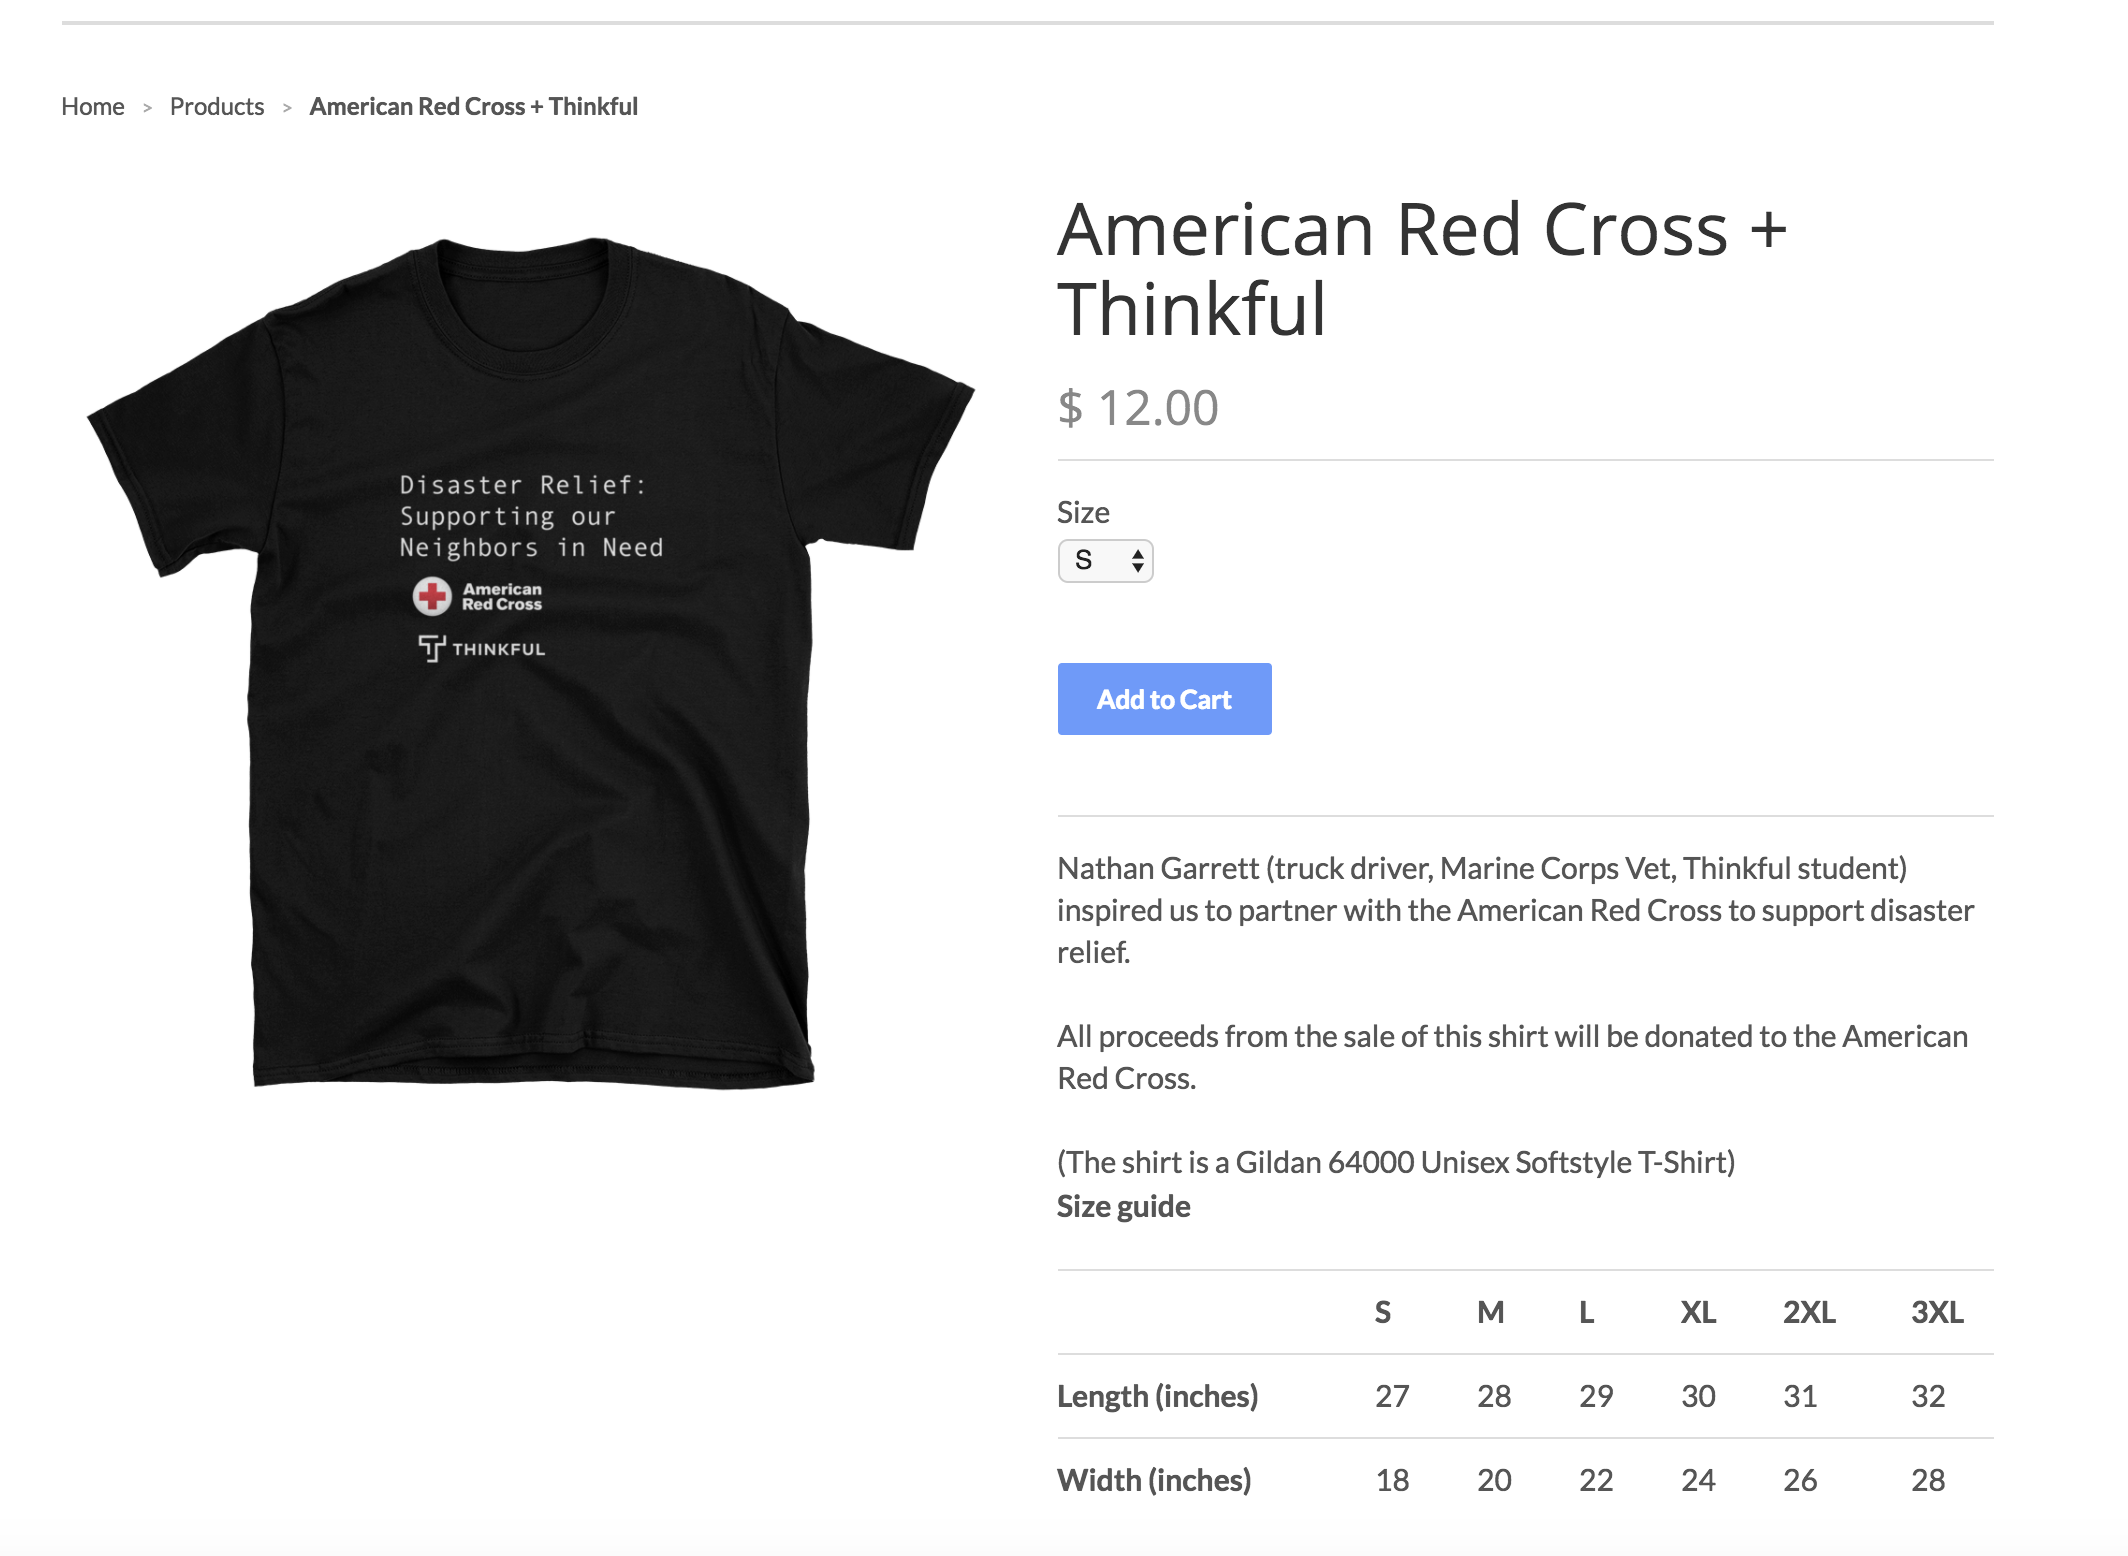 Home > Products > American Red Cross + Thinkful
Disaster Relief:
Supporting our
Neighbors in Need
American
Red Cross
THINKFUL
American Red Cross +
Thinkful
$ 12.00
Size
S
Add to Cart
Nathan Garrett (truck driver, Marine Corps Vet, Thinkful student)
inspired us to partner with the American Red Cross to support disaster
relief.
All proceeds from the sale of this shirt will be donated to the American
Red Cross.
(The shirt is a Gildan 64000 Unisex Softstyle T-Shirt)
Size guide
S M L XL 2XL 3XL
Length (inches) 27 28 29 30 31 32
Width (inches) 18 20 22 24 26 28